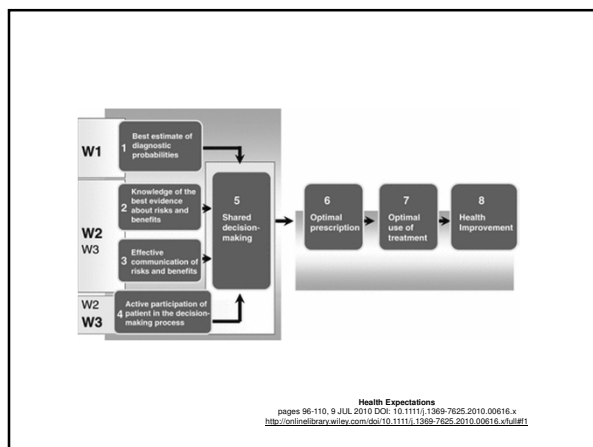 W1
1
Best estimate of
diagnostic
probabilities
W2
W3
2
Knowledge of the
best evidence
about risks and
benefits
3
Effective
communication of
risks and benefits
W2
W3
4
Active participation of
patient in the decision-
making process
5
Shared
decision-
making
6
Optimal
prescription
7
Optimal
use of
treatment
8
Health
Improvement
Health Expectations
pages 96-110, 9 JUL 2010 DOI: 10.1111/j.1369-7625.2010.00616.x
http://onlinelibrary.wiley.com/doi/10.1111/j.1369-7625.2010.00616.x/full#f1